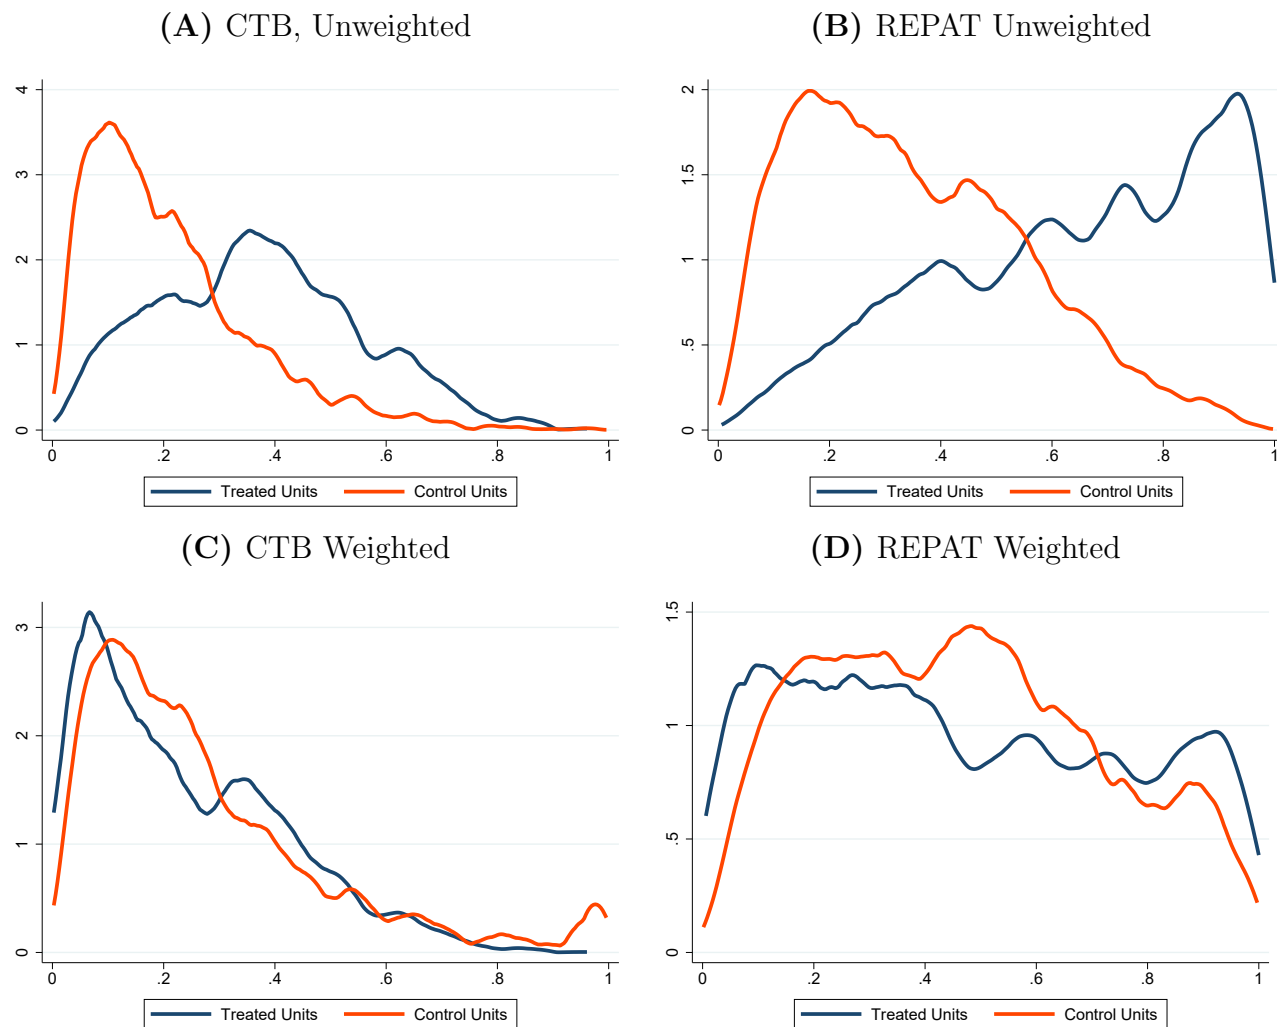 (A) CTB, Unweighted
4
3
2
1
0
0 .2 .4 .6 .8 1
Treated Units Control Units
(B) REPAT Unweighted
2
1.5
1
.5
0
0 .2 .4 .6 .8 1
Treated Units Control Units
(C) CTB Weighted
3
2
1
0
0 .2 .4 .6 .8 1
Treated Units Control Units
(D) REPAT Weighted
1.5
1
.5
0
0 .2 .4 .6 .8 1
Treated Units Control Units